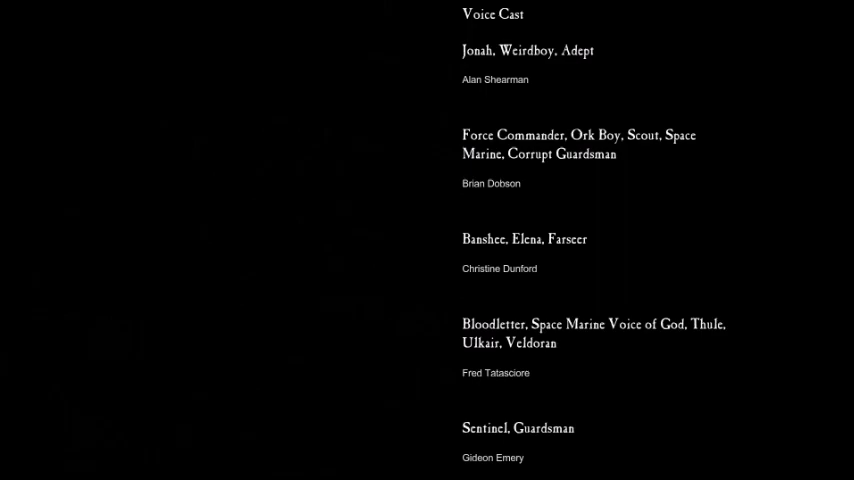 Voice Cast
Jonah, Weirdboy, Adept
Alan Shearman
Force Commander, Ork Boy, Scout, Space
Marine, Corrupt Guardsman
Brian Dobson
Banshee, Elena, Farseer
Christine Dunford
Bloodletter, Space Marine Voice of God, Thule,
Ulkair, Veldoran
Fred Tatasciore
Sentinel, Guardsman
Gideon Emery